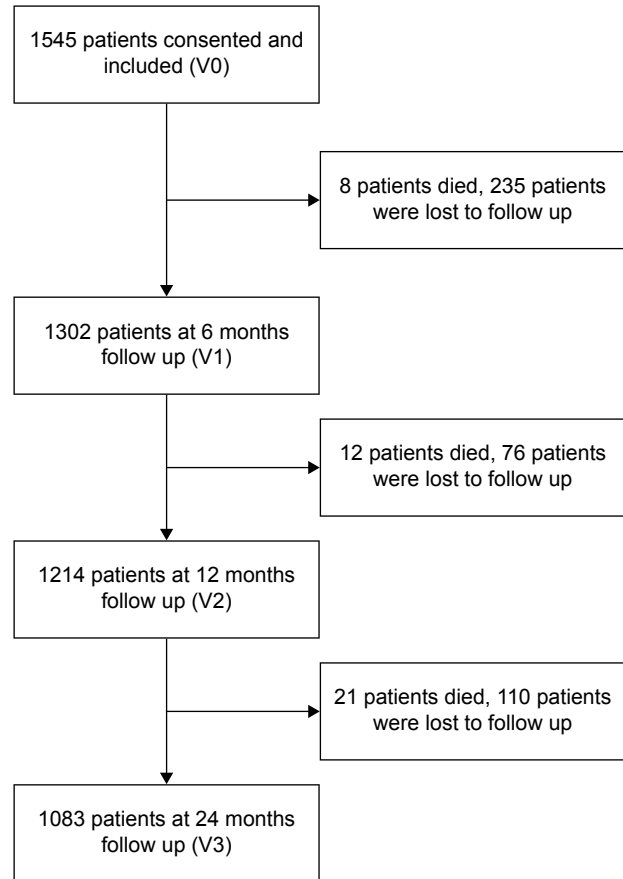 1545 patients consented and
included (V0)
8 patients died, 235 patients
were lost to follow up
1302 patients at 6 months
follow up (V1)
12 patients died, 76 patients
were lost to follow up
1214 patients at 12 months
follow up (V2)
21 patients died, 110 patients
were lost to follow up
1083 patients at 24 months
follow up (V3)